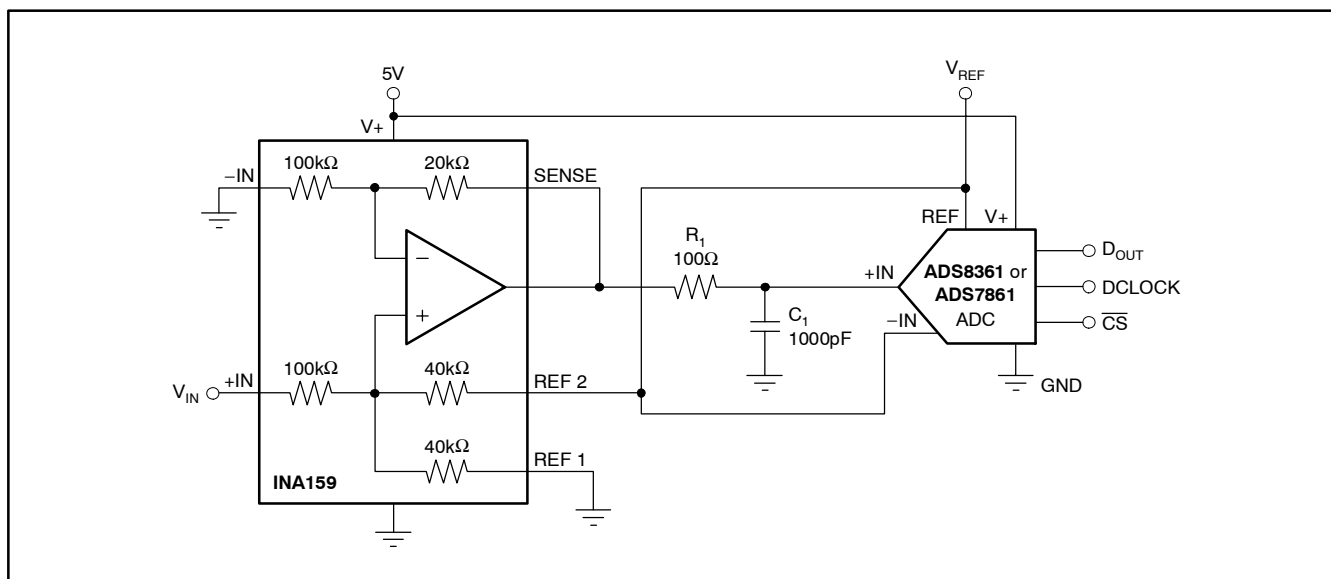 5V
V+
VREF
−IN
100kΩ
20kΩ
SENSE
−
+
R1
100Ω
C1
1000pF
REF
V+
+IN
−IN
ADS8361 or
ADS7861
ADC
DOUT
DCLOCK
CS
GND
VIN
+IN
100kΩ
40kΩ
REF 2
40kΩ
REF 1
INA159